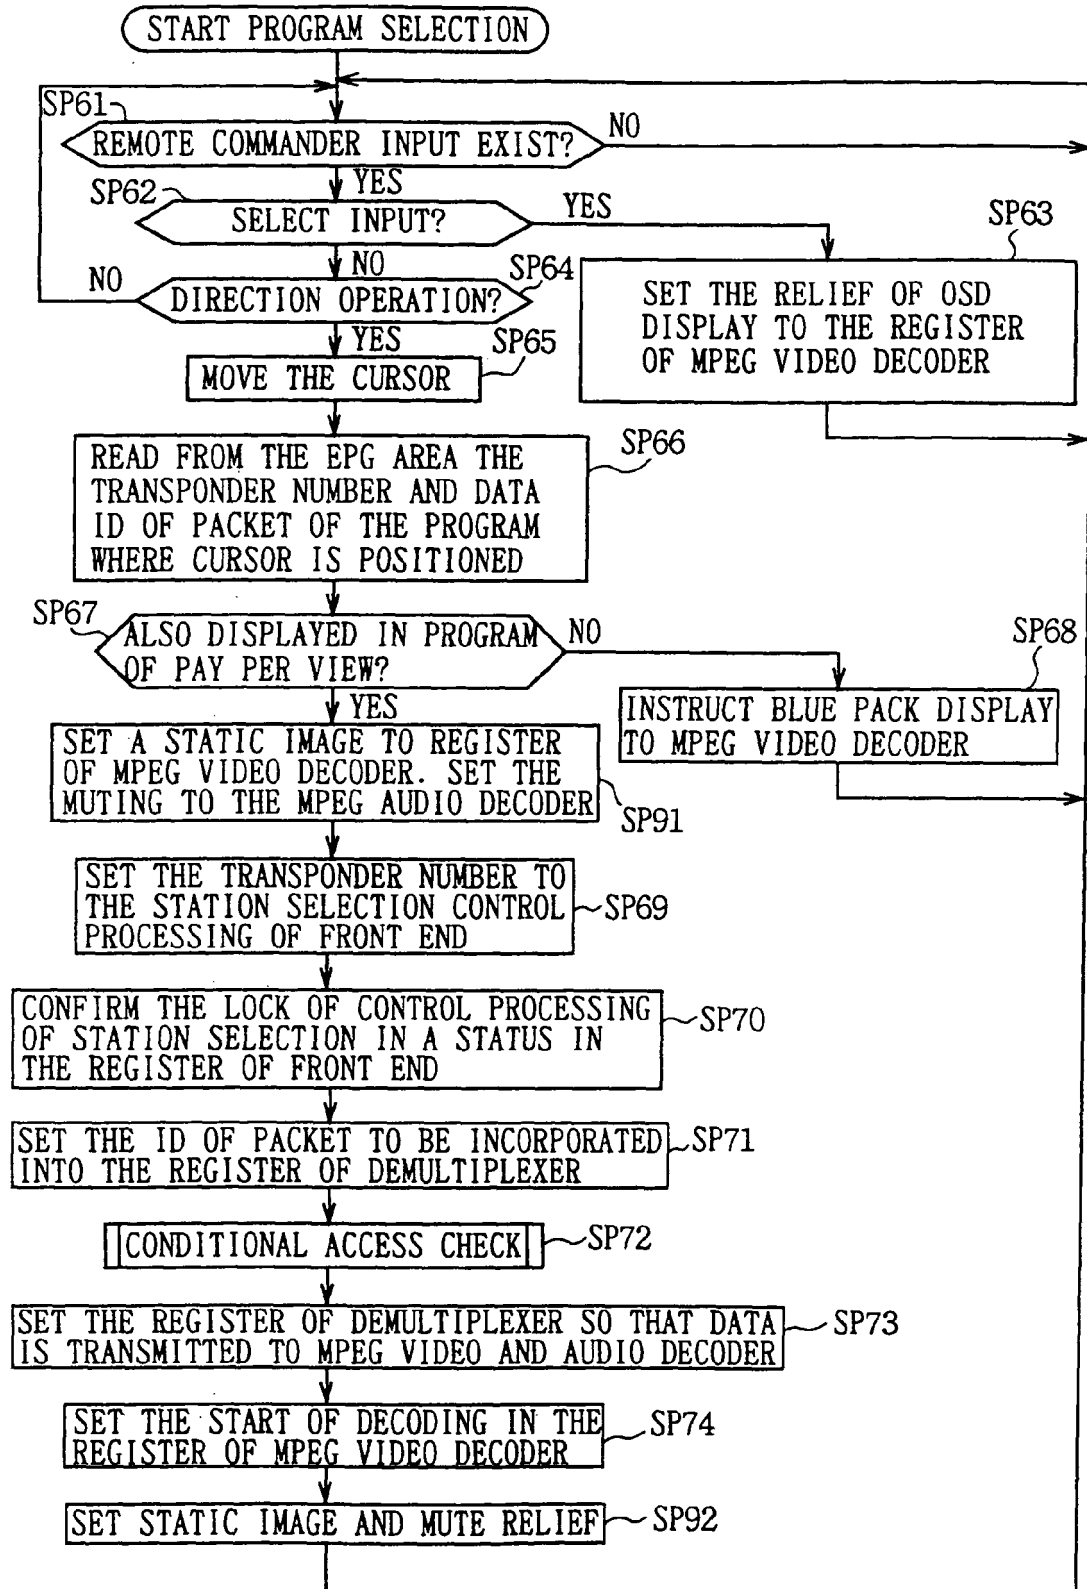 START PROGRAM SELECTION
SP61
REMOTE COMMANDER INPUT EXIST?
NO
YES
SP62
SELECT INPUT?
YES
SP63
SET THE RELIEF OF OSD
DISPLAY TO THE REGISTER
OF MPEG VIDEO DECODER
NO
SP64
NO
DIRECTION OPERATION?
YES
SP65
MOVE THE CURSOR
SP66
READ FROM THE EPG AREA THE
TRANSPONDER NUMBER AND DATA
ID OF PACKET OF THE PROGRAM
WHERE CURSOR IS POSITIONED
SP67
ALSO DISPLAYED IN PROGRAM
OF PAY PER VIEW?
NO
SP68
INSTRUCT BLUE PACK DISPLAY
TO MPEG VIDEO DECODER
YES
SET A STATIC IMAGE TO REGISTER
OF MPEG VIDEO DECODER. SET THE
MUTING TO THE MPEG AUDIO DECODER
SP91
SET THE TRANSPONDER NUMBER TO
THE STATION SELECTION CONTROL
PROCESSING OF FRONT END
SP69
CONFIRM THE LOCK OF CONTROL PROCESSING
OF STATION SELECTION IN A STATUS IN
THE REGISTER OF FRONT END
SP70
SET THE ID OF PACKET TO BE INCORPORATED
INTO THE REGISTER OF DEMULTIPLEXER
SP71
CONDITIONAL ACCESS CHECK
SP72
SET THE REGISTER OF DEMULTIPLEXER SO THAT DATA
IS TRANSMITTED TO MPEG VIDEO AND AUDIO DECODER
SP73
SET THE START OF DECODING IN THE
REGISTER OF MPEG VIDEO DECODER
SP74
SET STATIC IMAGE AND MUTE RELIEF
SP92